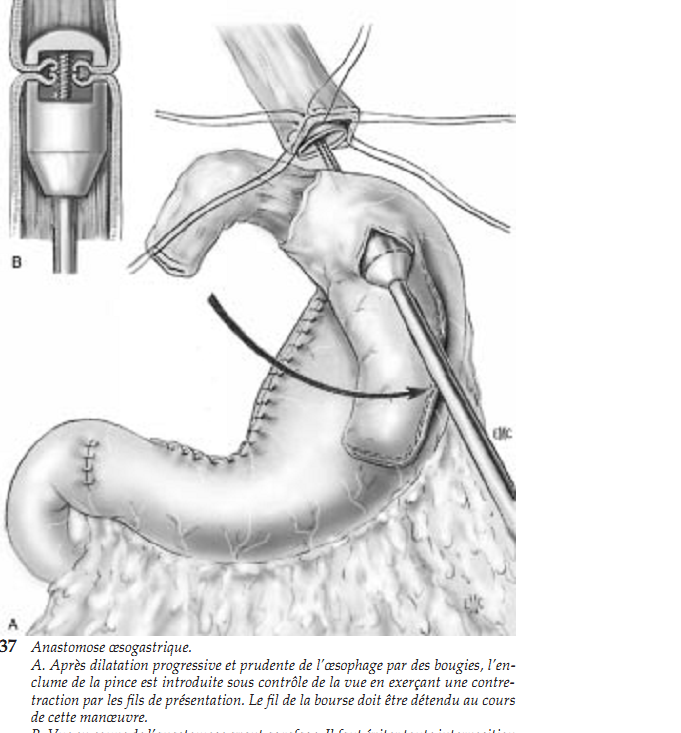 B
EMC
A
37 Anastomose œsogastrique.
A. Après dilatation progressive et prudente de l'œsophage par des bougies, l'en-
clume de la pince est introduite sous contrôle de la vue en exerçant une contre-
traction par les fils de présentation. Le fil de la bourse doit être détendu au cours
de cette manœuvre.